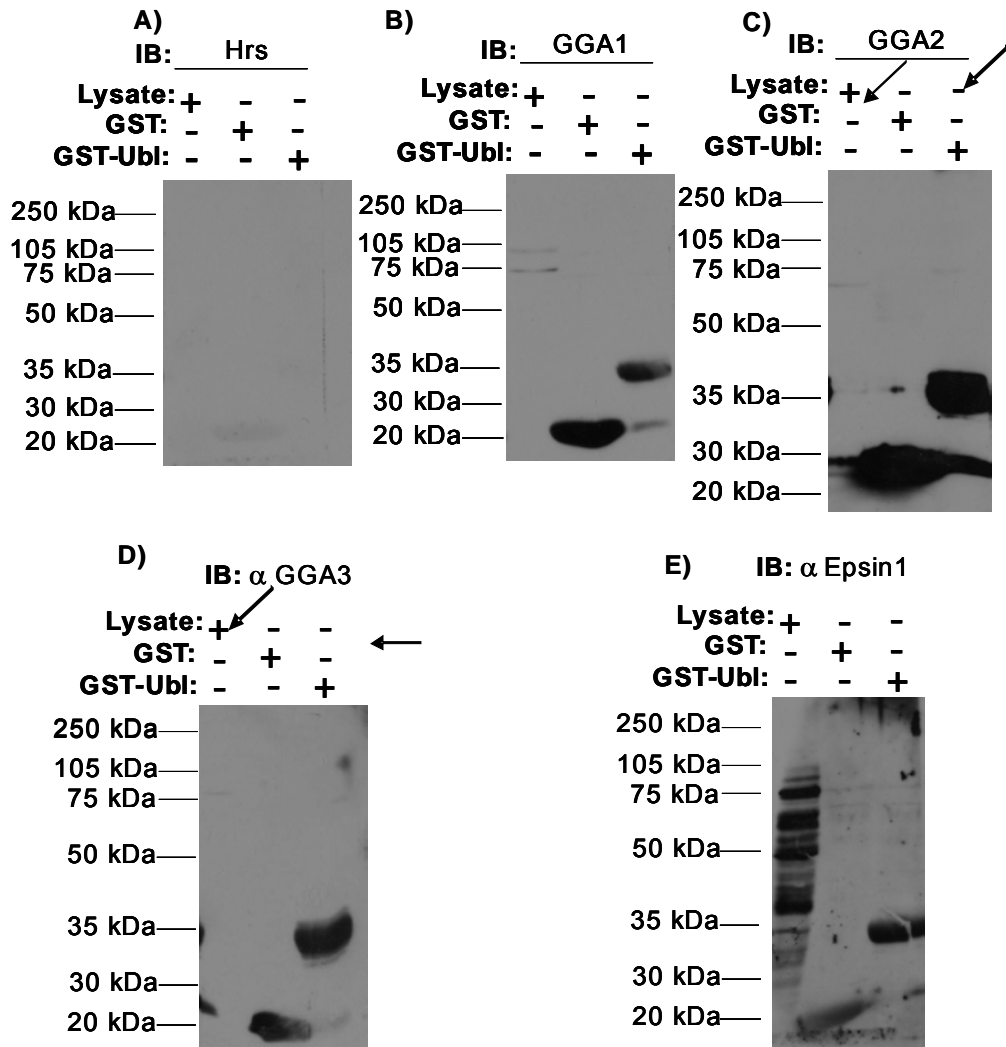 A)
IB: Hrs
Lysate: + - -
GST: - + -
GST-Ubl: - - +
250 kDa
105 kDa
75 kDa
50 kDa
35 kDa
30 kDa
20 kDa
B)
IB: GGA1
Lysate: + - -
GST: - + -
GST-Ubl: - - +
250 kDa
105 kDa
75 kDa
50 kDa
35 kDa
30 kDa
20 kDa
C)
IB: GGA2
Lysate: + - -
GST: - + -
GST-Ubl: - - +
250 kDa
105 kDa
75 kDa
50 kDa
35 kDa
30 kDa
20 kDa
D)
IB: α GGA3
Lysate: + - -
GST: - + -
GST-Ubl: - - +
250 kDa
105 kDa
75 kDa
50 kDa
35 kDa
30 kDa
20 kDa
E)
IB: α Epsin1
Lysate: + - -
GST: - + -
GST-Ubl: - - +
250 kDa
105 kDa
75 kDa
50 kDa
35 kDa
30 kDa
20 kDa